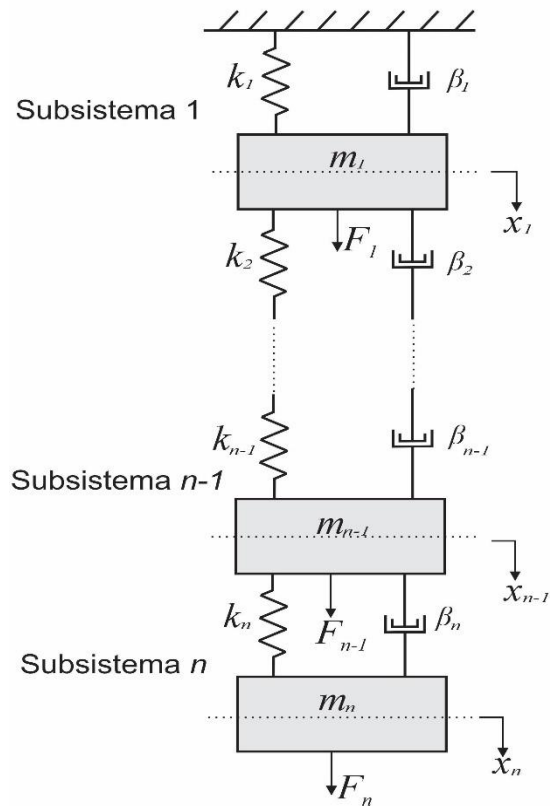 k₁
β₁
Subsistema 1
m₁
x₁
F₁
k₂
β₂
kₙ₋₁
βₙ₋₁
Subsistema n-1
mₙ₋₁
xₙ₋₁
kₙ
βₙ
Fₙ₋₁
Subsistema n
mₙ
xₙ
Fₙ